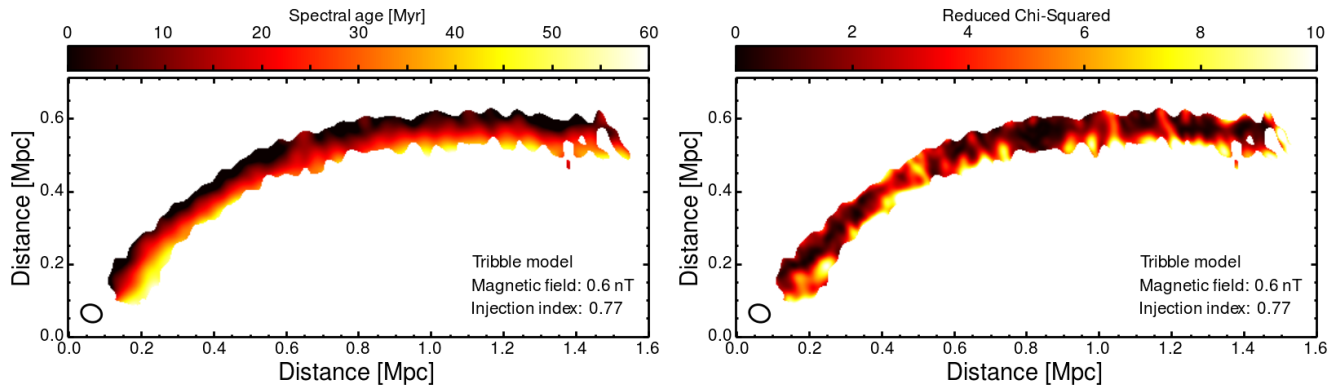 Spectral age [Myr]
0 10 20 30 40 50 60
Distance [Mpc]
0.6
0.4
0.2
0.0
Tribble model
Magnetic field: 0.6 nT
Injection index: 0.77
0.0 0.2 0.4 0.6 0.8 1.0 1.2 1.4 1.6
Distance [Mpc]
Reduced Chi-Squared
0 2 4 6 8 10
Distance [Mpc]
0.6
0.4
0.2
0.0
Tribble model
Magnetic field: 0.6 nT
Injection index: 0.77
0.0 0.2 0.4 0.6 0.8 1.0 1.2 1.4 1.6
Distance [Mpc]